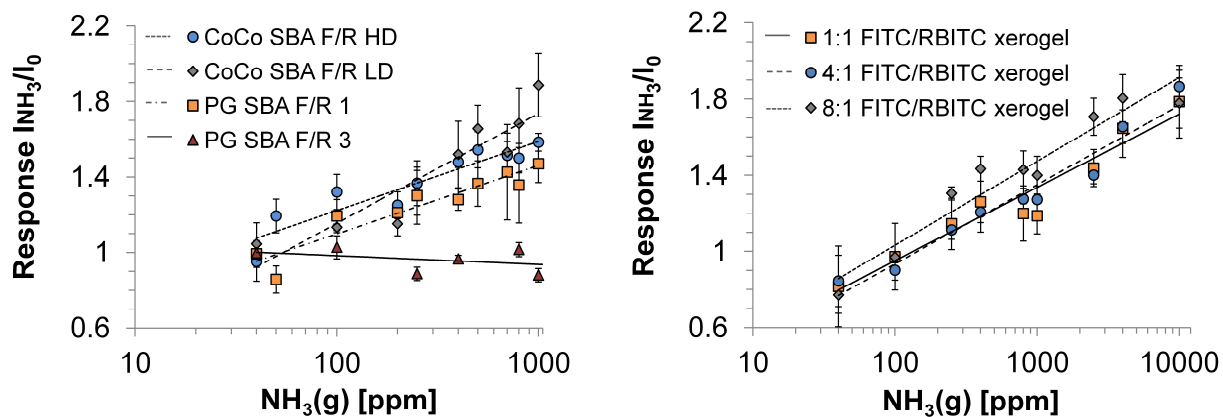 2.2
1.8
1.4
1
0.6
Response INH3/I0
CoCo SBA F/R HD
CoCo SBA F/R LD
PG SBA F/R 1
PG SBA F/R 3
10
100
1000
NH3(g) [ppm]
2.2
1.8
1.4
1
0.6
Response INH3/I0
1:1 FITC/RBITC xerogel
4:1 FITC/RBITC xerogel
8:1 FITC/RBITC xerogel
10
100
1000
10000
NH3(g) [ppm]